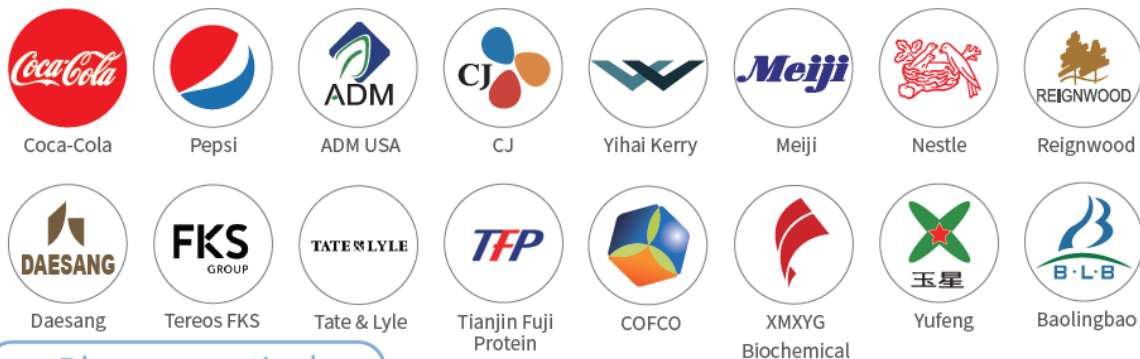 Coca-Cola
ADM
CJ
Meiji
REIGNWOOD
Coca-Cola
Pepsi
ADM USA
CJ
Yihai Kerry
Meiji
Nestle
Reignwood
DAESANG
FKS
GROUP
TATE & LYLE
TFP
玉星
B·L·B
Daesang
Tereos FKS
Tate & Lyle
Tianjin Fuji
Protein
COFCO
XMXYG
Biochemical
Yufeng
Baolingbao